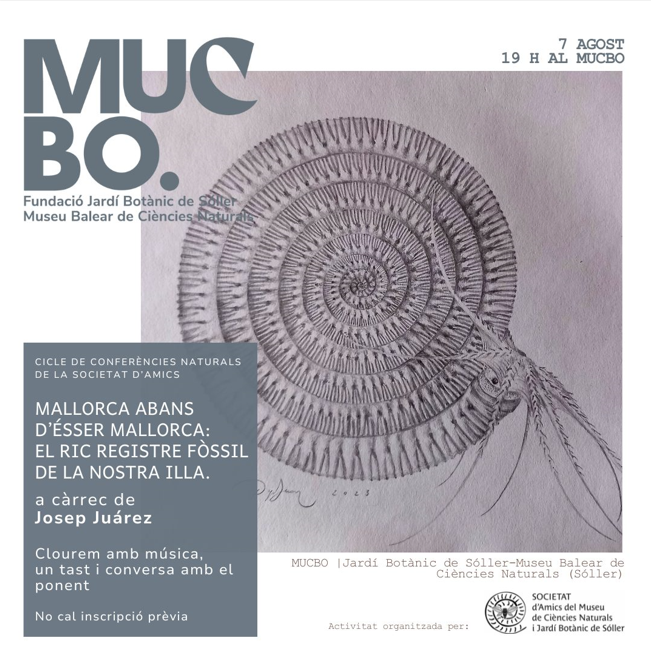 MUC
BO.
Fundació Jardí Botànic de Sóller
Museu Balear de Ciències Naturals
7 AGOST
19 H AL MUCBO
CICLE DE CONFERÈNCIES NATURALS
DE LA SOCIETAT D'AMICS
MALLORCA ABANS
D'ÉSSER MALLORCA:
EL RIC REGISTRE FÒSSIL
DE LA NOSTRA ILLA.
a càrrec de
Josep Juárez
Clourem amb música,
un tast i conversa amb el
ponent
No cal inscripció prèvia
2023
MUCBO |Jardí Botànic de Sóller-Museu Balear de
Ciències Naturals (Sóller)
Activitat organitzada per:
SOCIETAT
d'Amics del Museu
de Ciències Naturals
i Jardí Botànic de Sóller